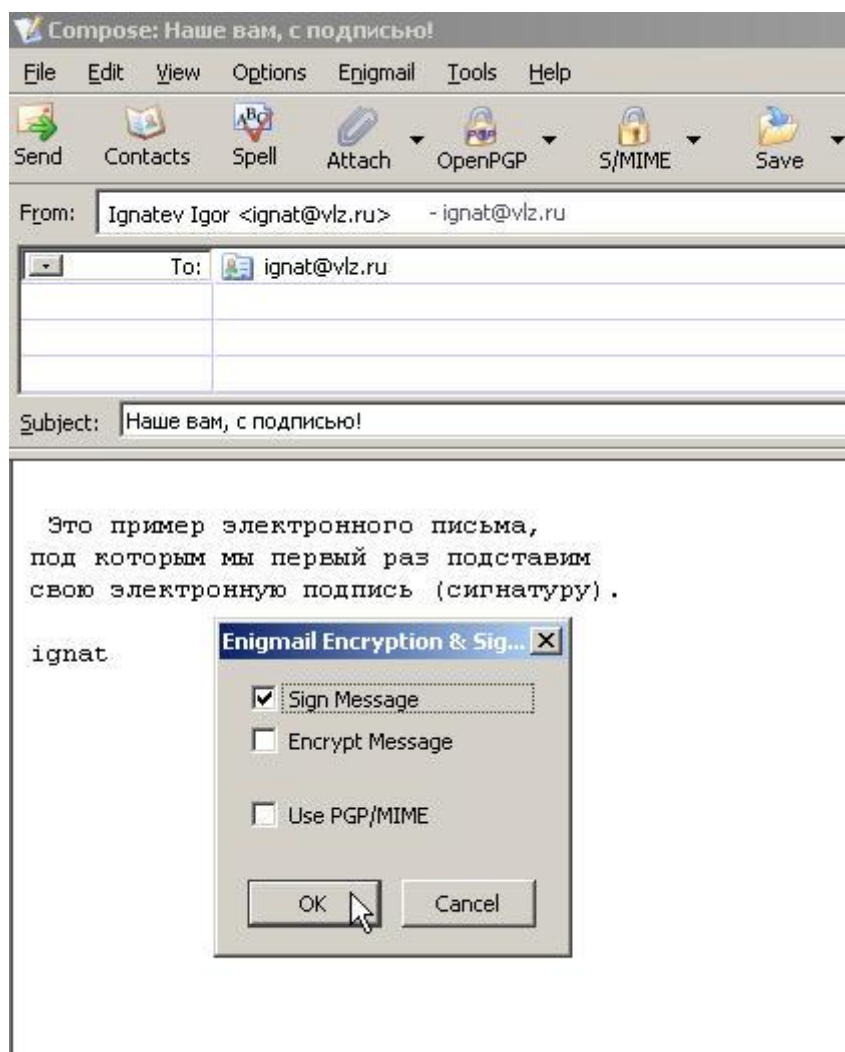 Compose: Наше вам, с подписью!
File Edit View Options Enigmail Tools Help
Send Contacts Spell Attach OpenPGP S/MIME Save
From: Ignatev Igor <ignat@vlz.ru> - ignat@vlz.ru
To: ignat@vlz.ru
Subject: Наше вам, с подписью!
Это пример электронного письма,
под которым мы первый раз подставим
свою электронную подпись (сигнатуру).
ignat
Enigmail Encryption & Sig...
Sign Message
Encrypt Message
Use PGP/MIME
OK Cancel